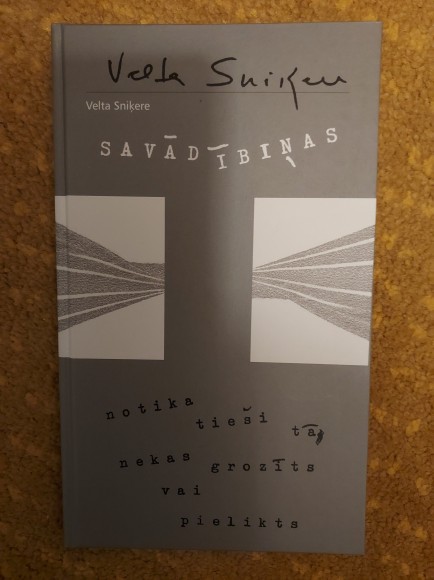 Velta Sniķere
Velta Sniķere
SAVĀDĪBIŅAS
notika
tieši
tā,
nekas grozīts
vai
pielikts